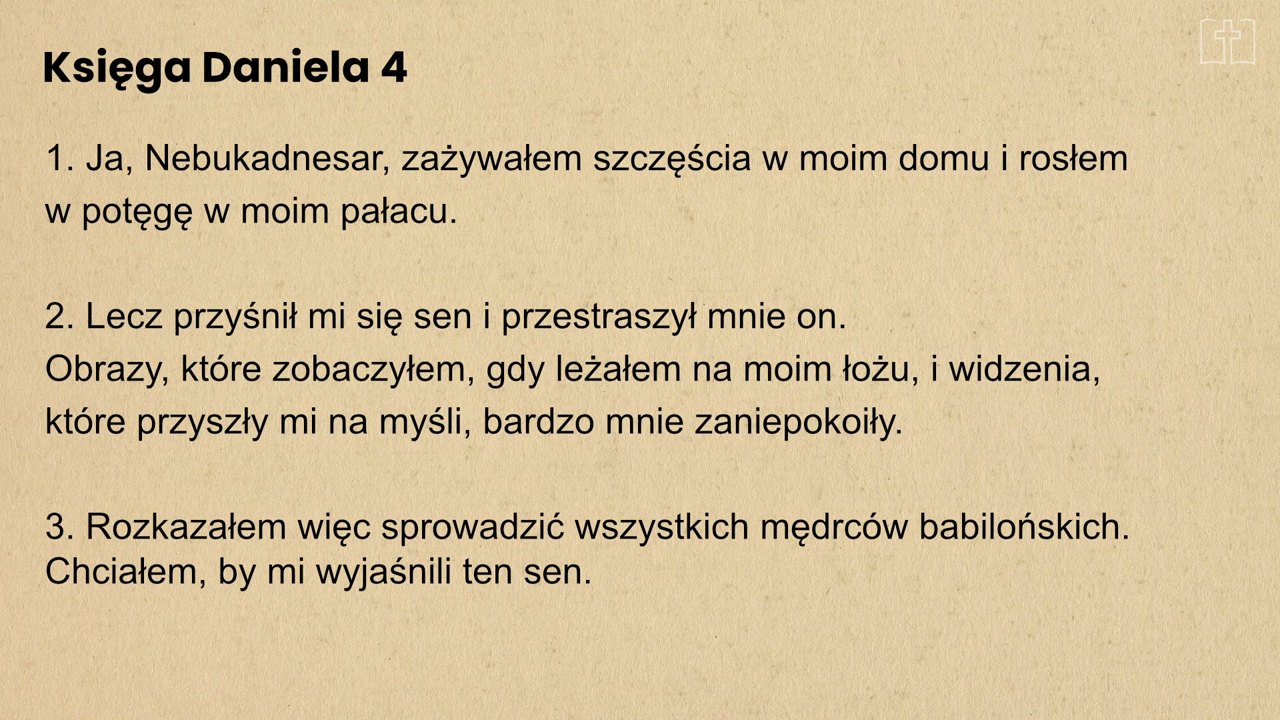 Księga Daniela 4
1. Ja, Nebukadnesar, zażywałem szczęścia w moim domu i rosłem
w potęgę w moim pałacu.
2. Lecz przyśnił mi się sen i przestraszył mnie on.
Obrazy, które zobaczyłem, gdy leżałem na moim łożu, i widzenia,
które przyszły mi na myśli, bardzo mnie zaniepokoiły.
3. Rozkazałem więc sprowadzić wszystkich mędrców babilońskich.
Chciałem, by mi wyjaśnili ten sen.